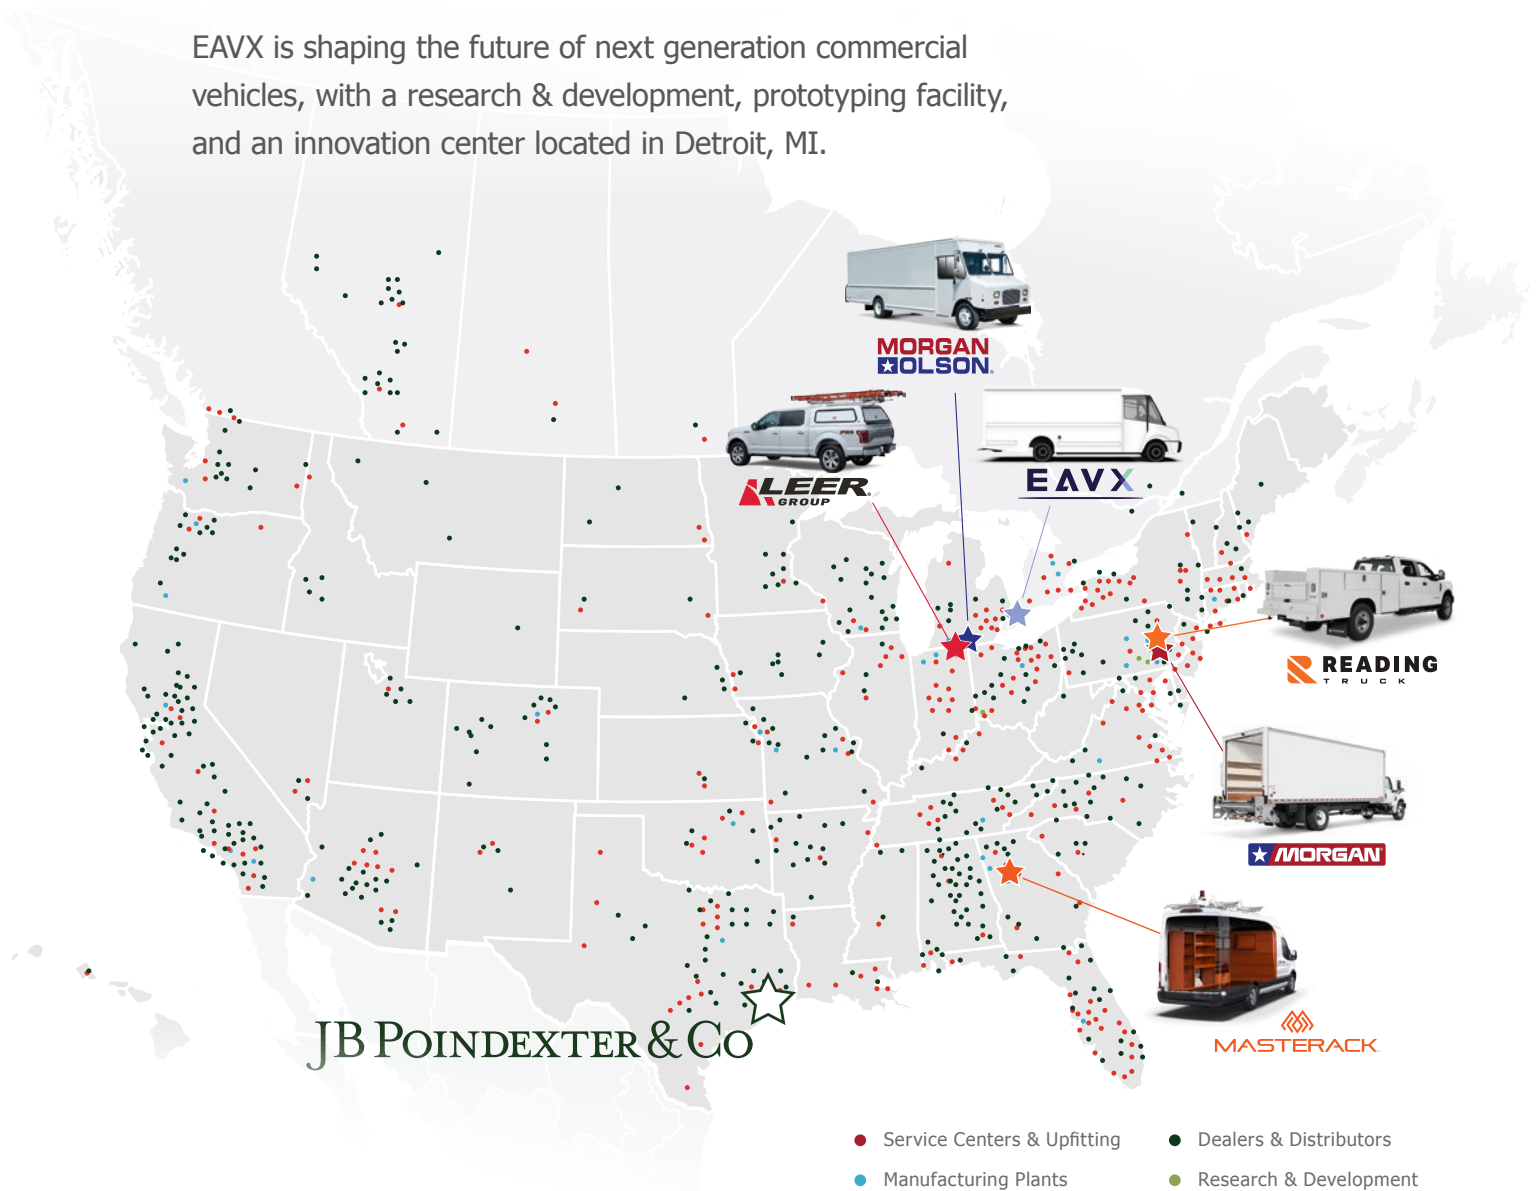 EAVX is shaping the future of next generation commercial
vehicles, with a research & development, prototyping facility,
and an innovation center located in Detroit, MI.
MORGAN
OLSON
LEER
GROUP
EAVX
READING
TRUCK
MORGAN
MASTERACK
JB POINDEXTER & CO
Service Centers & Upfitting
Dealers & Distributors
Manufacturing Plants
Research & Development